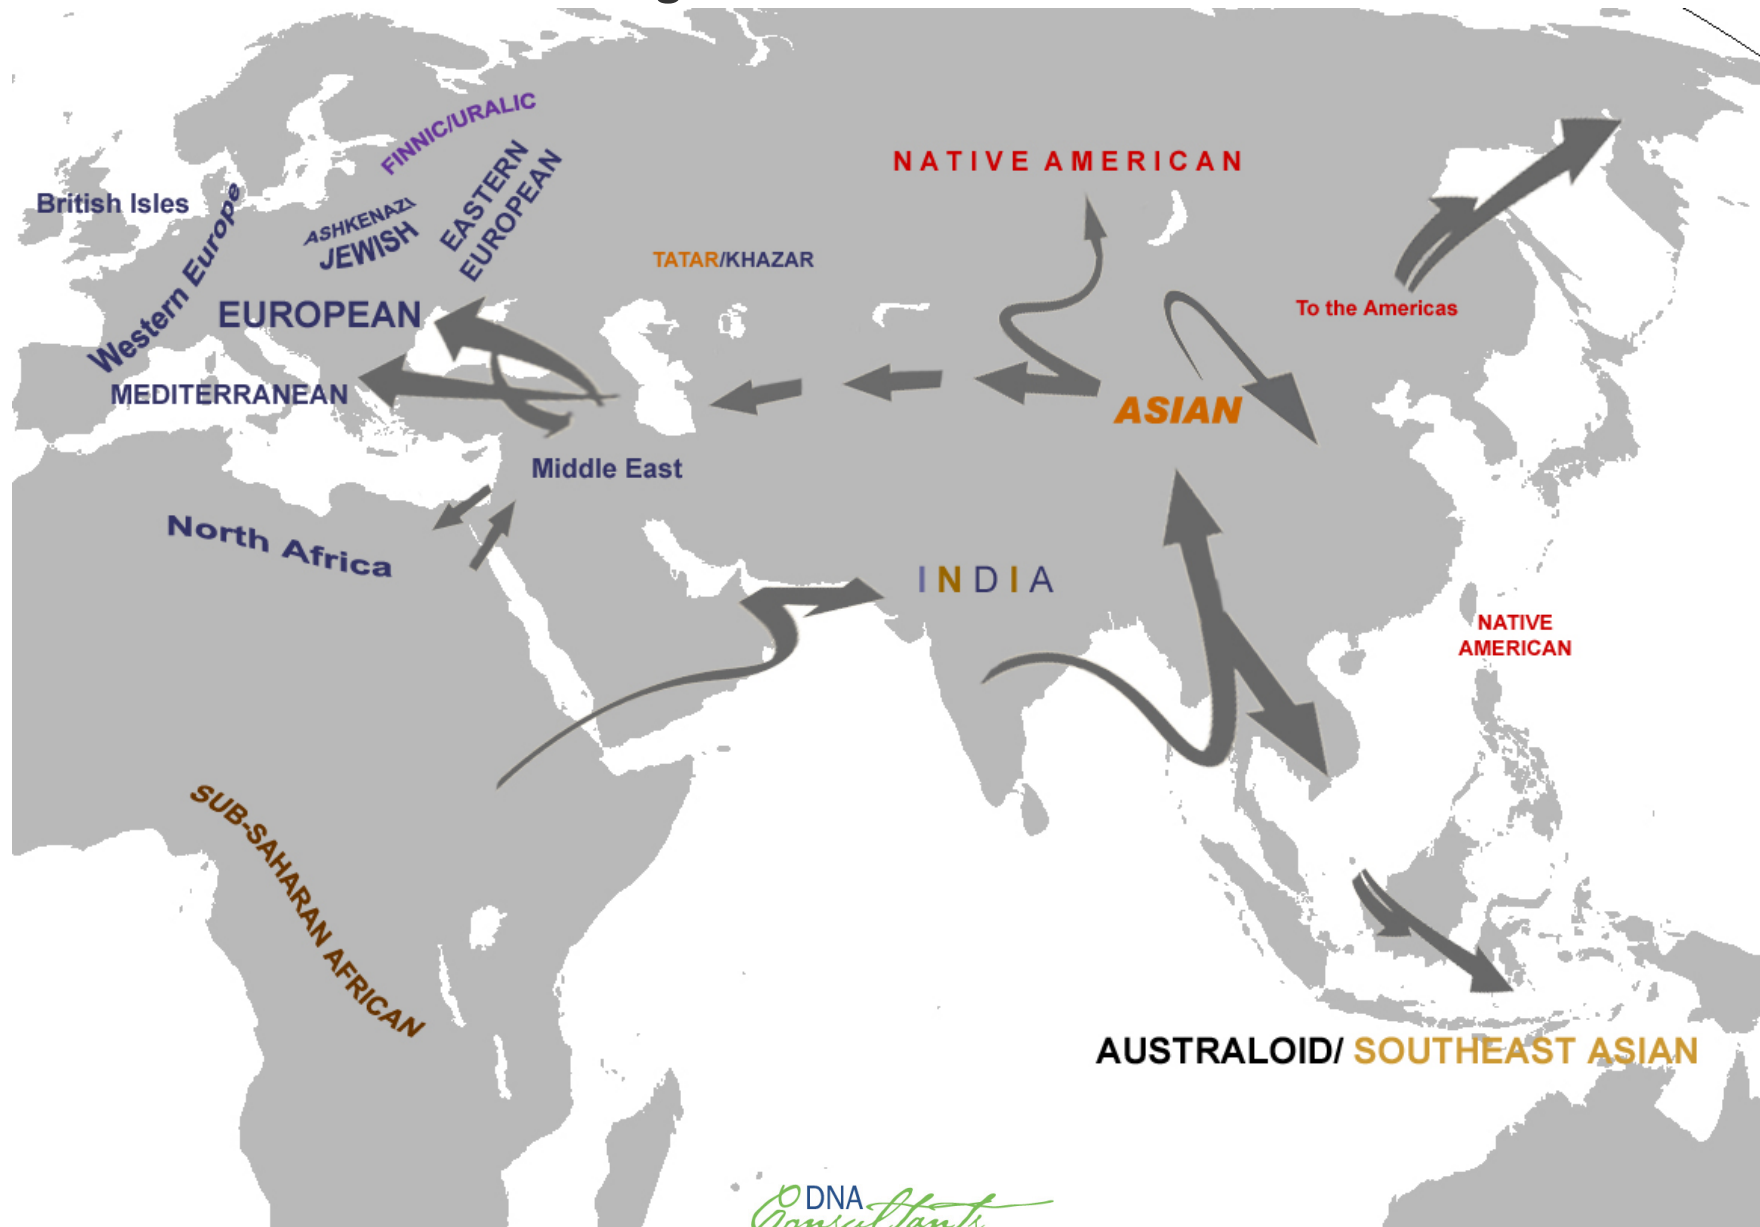 FINNIC/URALIC
NATIVE AMERICAN
EASTERN
EUROPEAN
British Isles
Western Europe
ASHKENAZI
JEWISH
TATAR/KHAZAR
EUROPEAN
To the Americas
MEDITERRANEAN
ASIAN
Middle East
North Africa
INDIA
NATIVE
AMERICAN
SUB-SAHARAN AFRICAN
AUSTRALOID/ SOUTHEAST ASIAN
DNA
Consultants